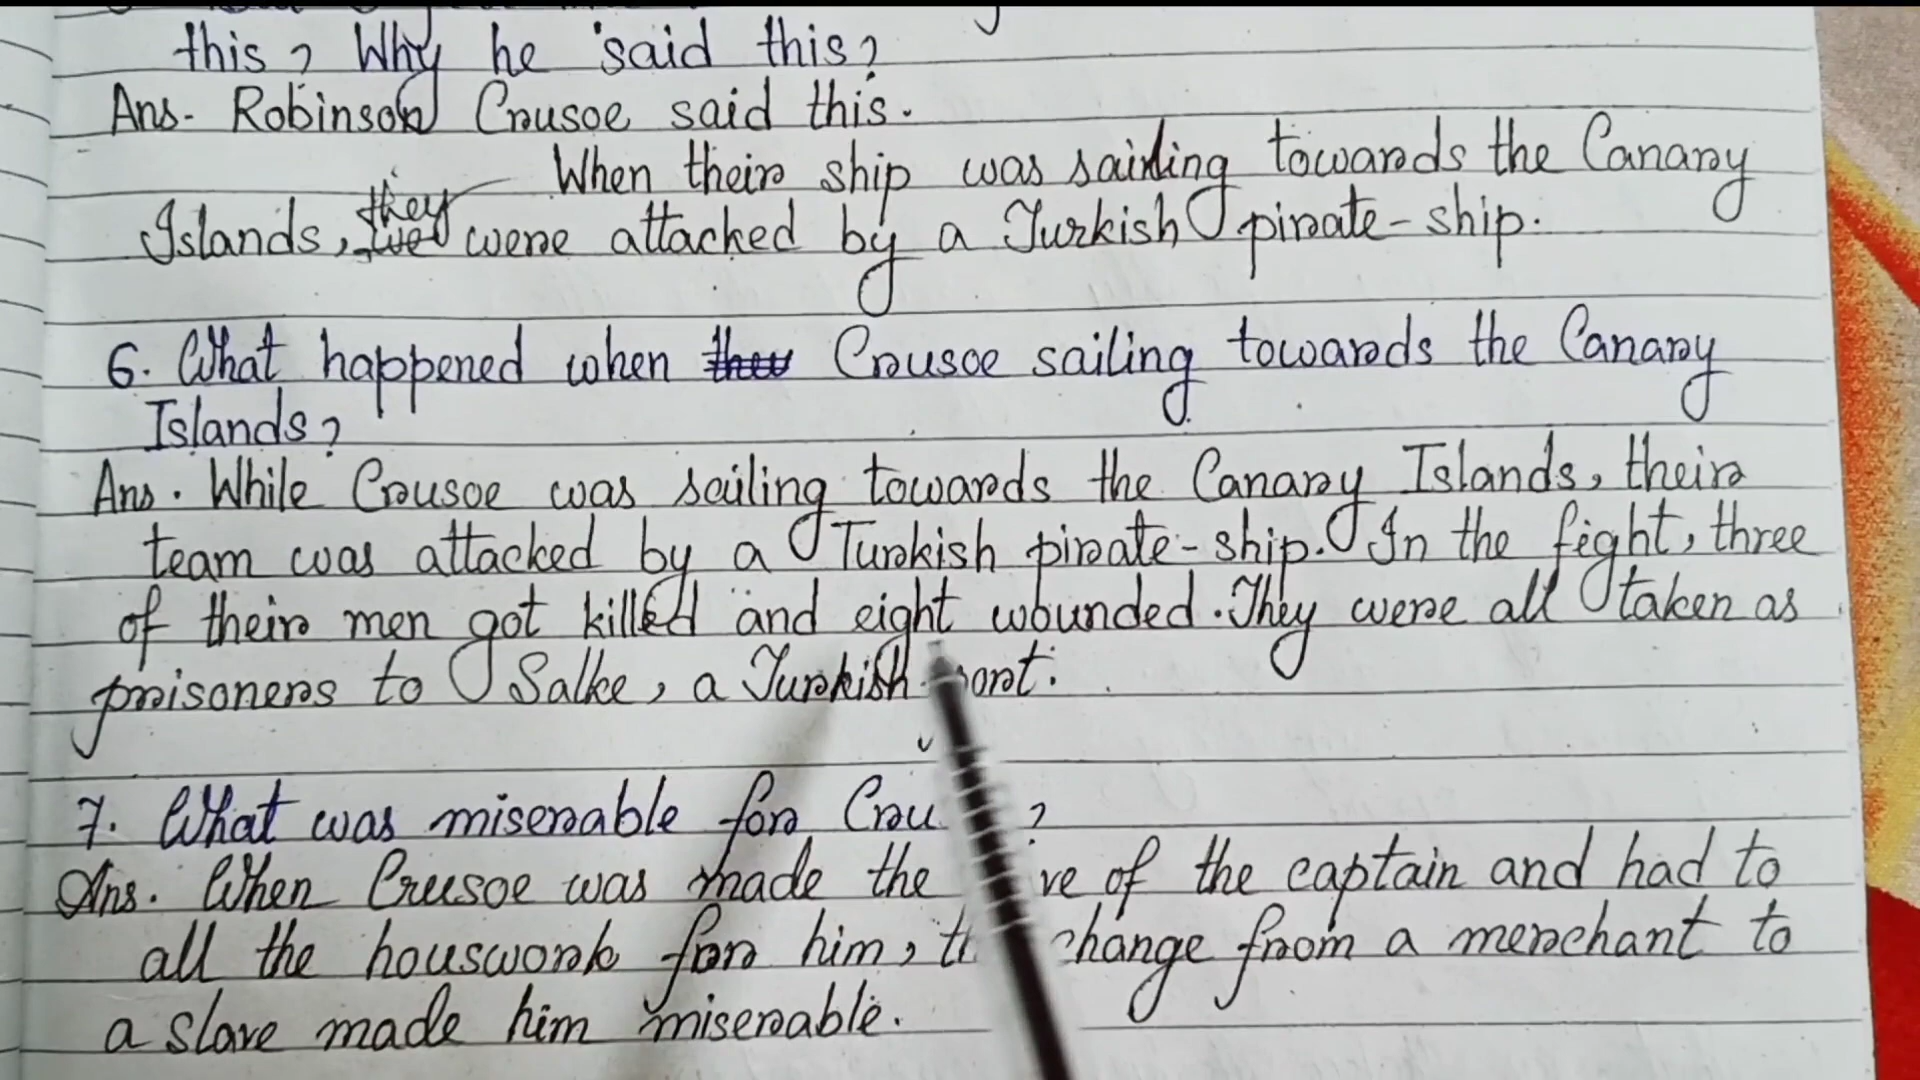 this? Why he said this?
Ans. Robinson Crusoe said this.
When their ship was sailing towards the Canary
they
Islands, were attacked by a Turkish pirate-ship.
6. What happened when Crusoe sailing towards the Canary
Islands?
Ans. While Crusoe was sailing towards the Canary Islands, their
team was attacked by a Turkish pirate-ship. In the fight, three
of their men got killed and eight wounded. They were all taken as
prisoners to Salke, a Turkish port.
7. What was miserable for ?
Ans. When Crusoe was made the of the captain and had to
all the houswork for him, change from a merchant to
a slave made him miserable.